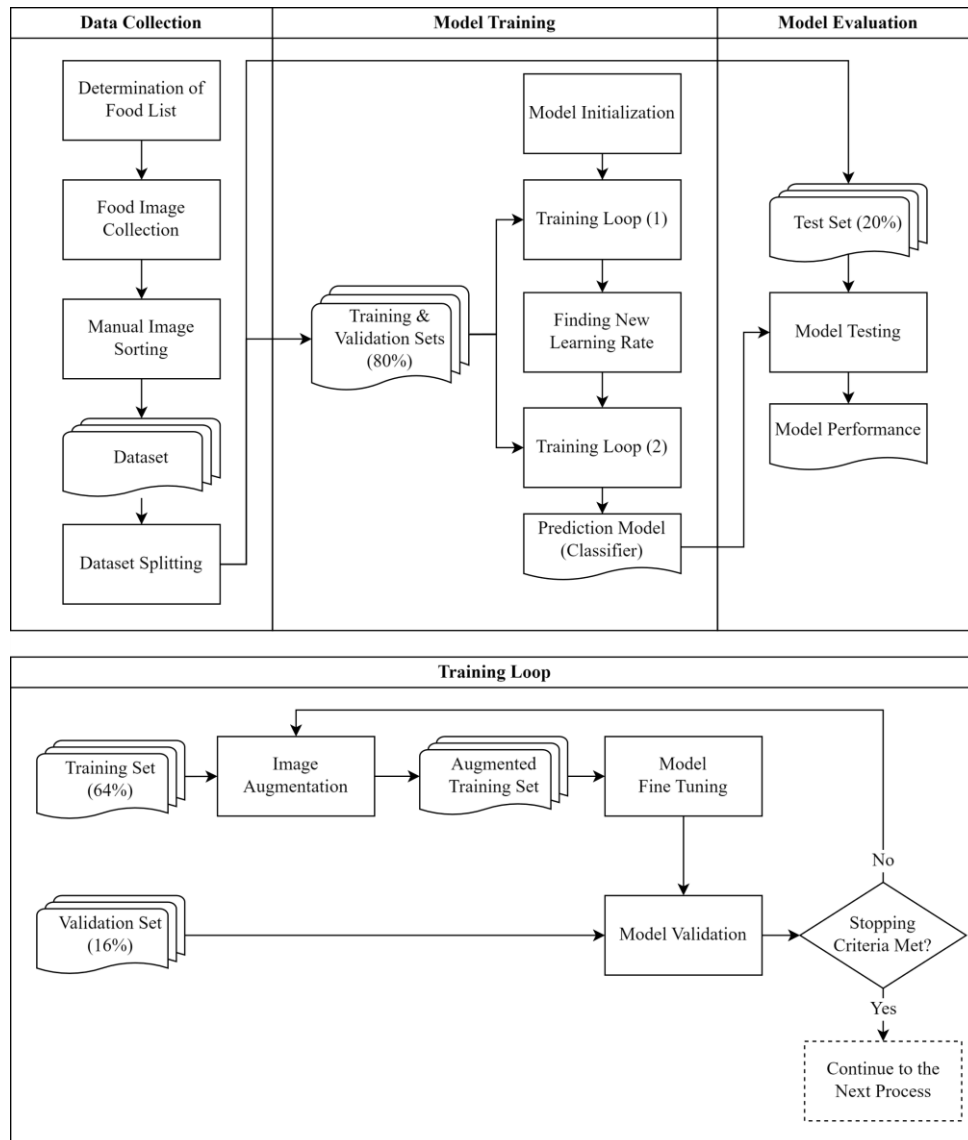 Data Collection
Model Training
Model Evaluation
Determination of
Food List
Food Image
Collection
Manual Image
Sorting
Dataset
Dataset Splitting
Training &
Validation Sets
(80%)
Model Initialization
Training Loop (1)
Finding New
Learning Rate
Training Loop (2)
Prediction Model
(Classifier)
Test Set (20%)
Model Testing
Model Performance
Training Loop
Training Set
(64%)
Image
Augmentation
Augmented
Training Set
Model
Fine Tuning
Validation Set
(16%)
Model Validation
No
Stopping
Criteria Met?
Yes
Continue to the
Next Process